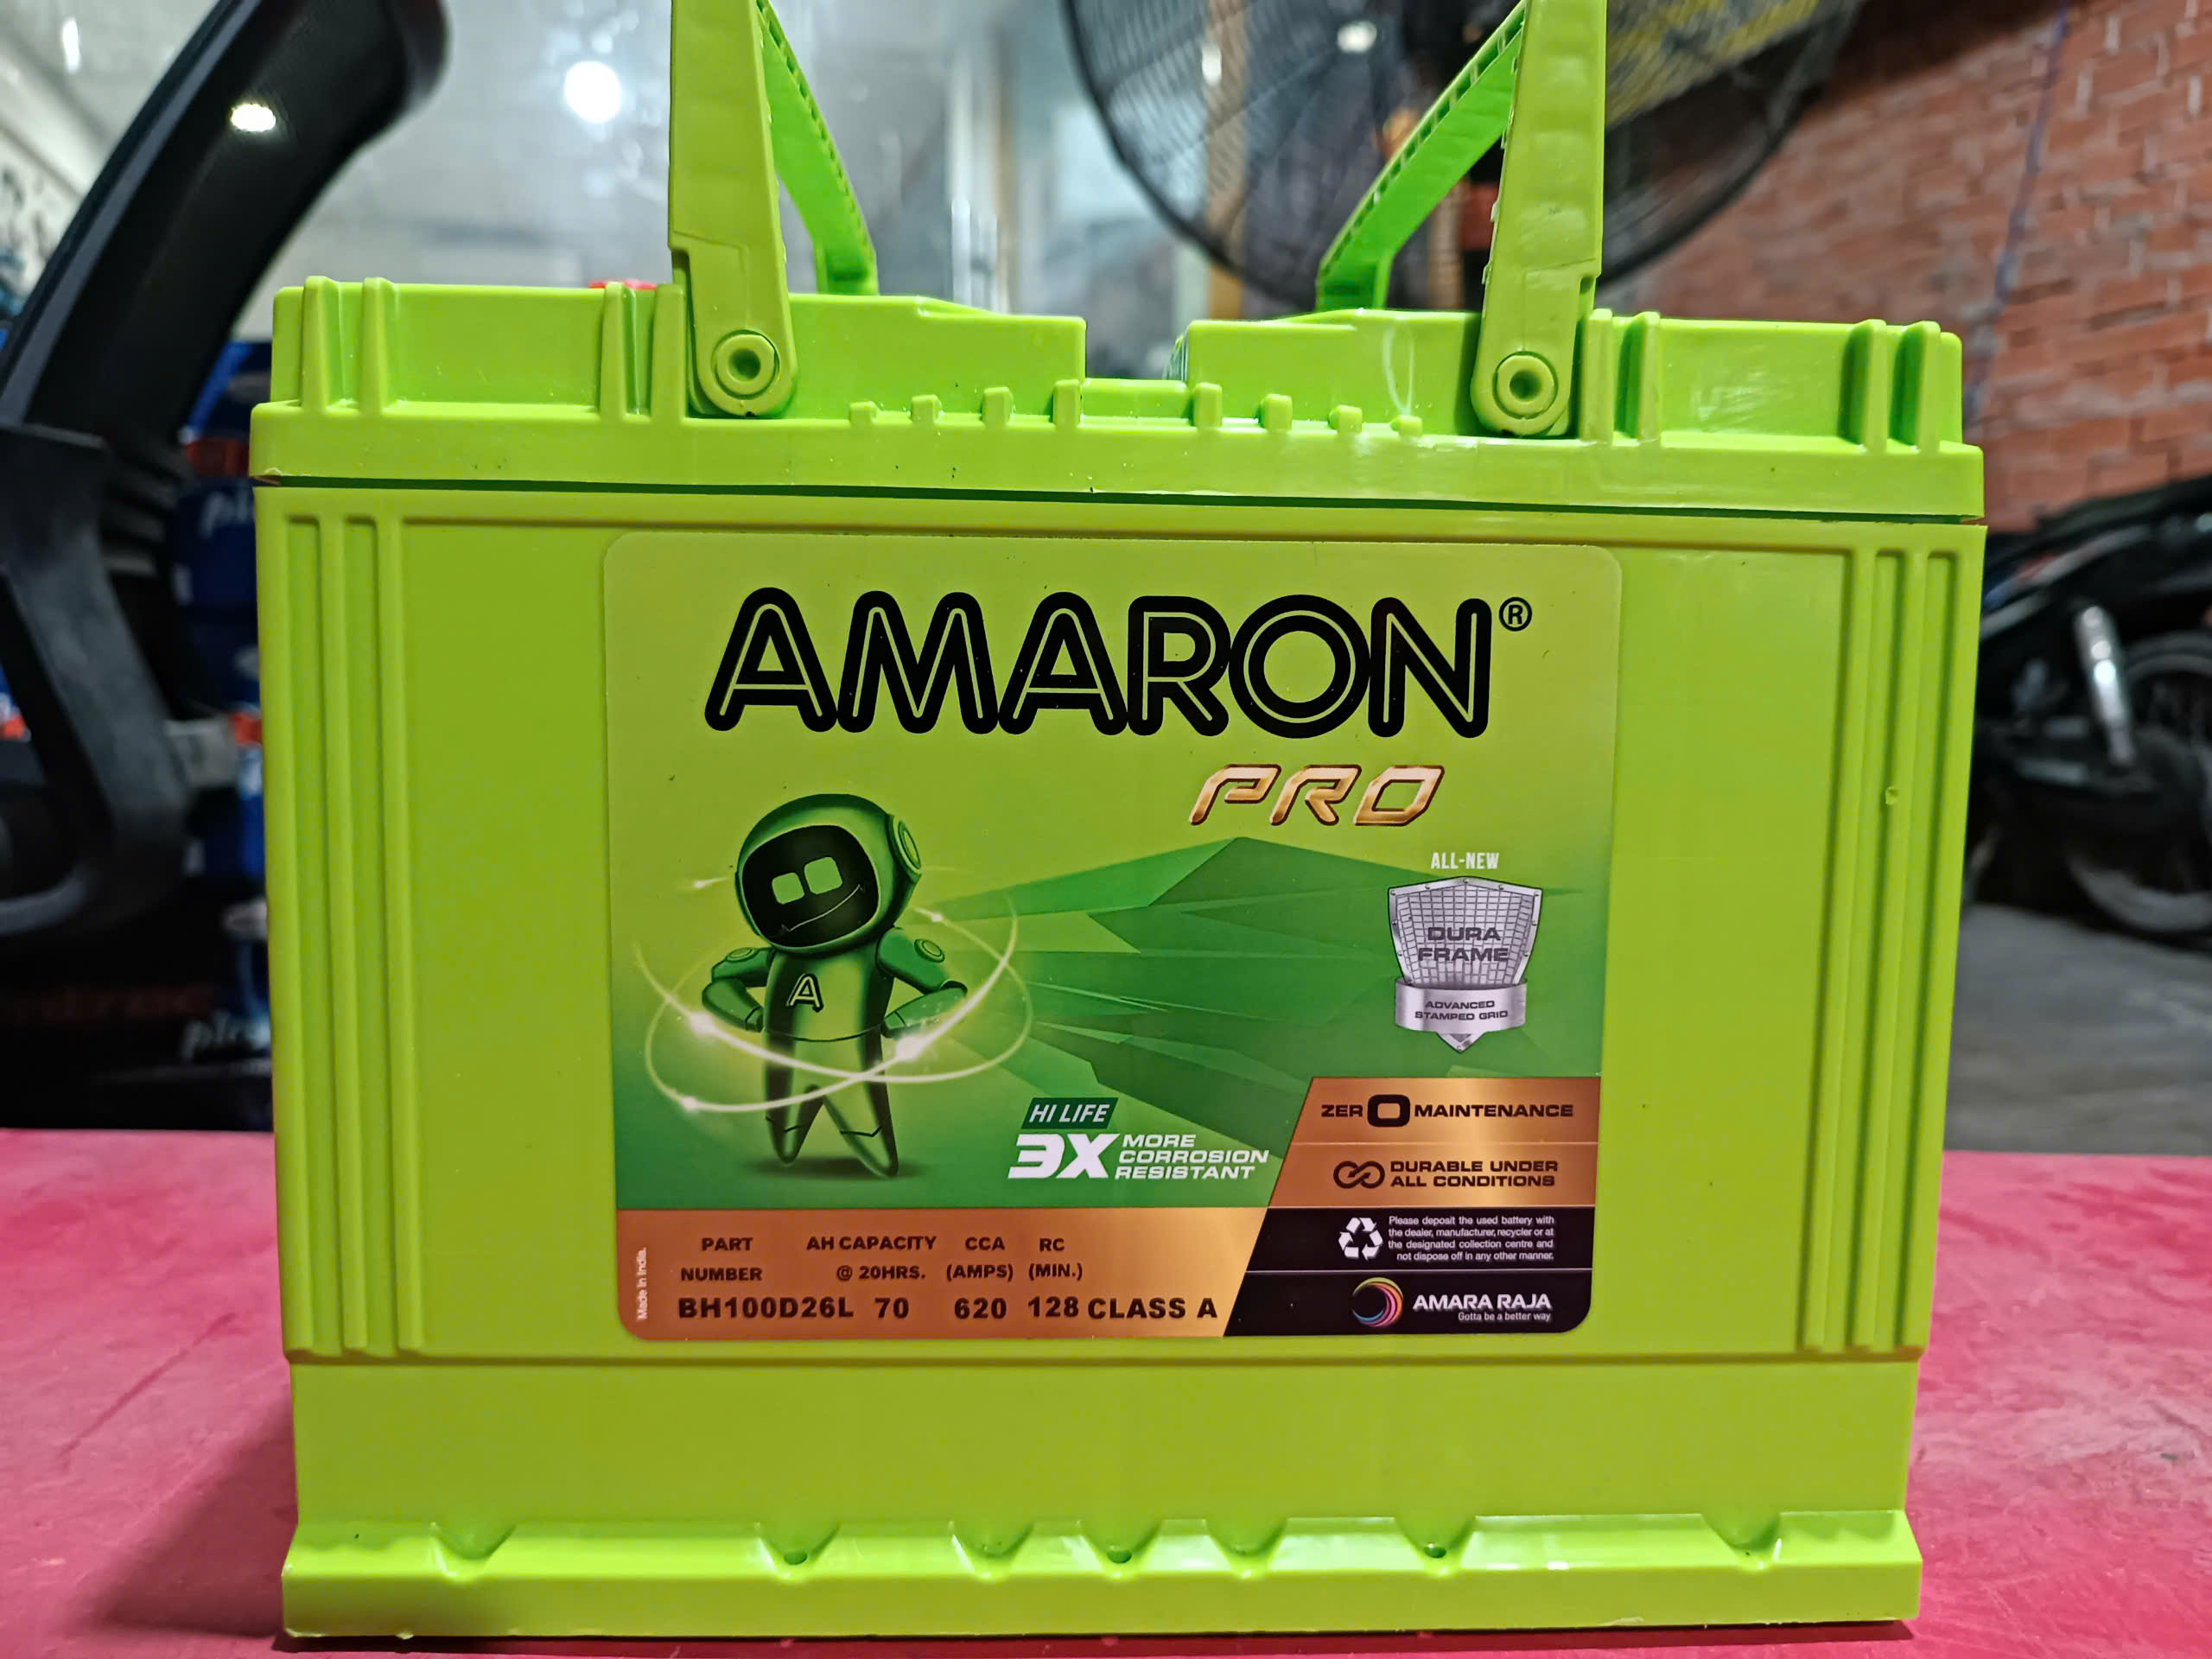 AMARON®
PRO
ALL-NEW
DURA
FRAME
ADVANCED
STAMPED GRID
A
HI LIFE
3X MORE
CORROSION
RESISTANT
ZERO MAINTENANCE
DURABLE UNDER
ALL CONDITIONS
Please deposit the used battery with
the dealer, manufacturer, recycler or at
the designated collection centre and
not dispose off in any other manner.
AMARA RAJA
Gotta be a better way
Made in India.
PART AH CAPACITY CCA RC
NUMBER @ 20HRS. (AMPS) (MIN.)
BH100D26L 70 620 128 CLASS A